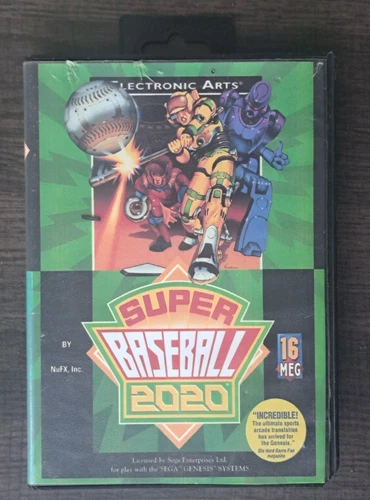 ELECTRONIC ARTS®
SUPER
BASEBALL
2020™
BY
NuFX, Inc.
16
MEG
"INCREDIBLE!
The ultimate sports
arcade translation
has arrived for
the Genesis."
Die Hard Game Fan
magazine
Licensed by Sega Enterprises Ltd.
for play with the SEGA™ GENESIS™ SYSTEMS